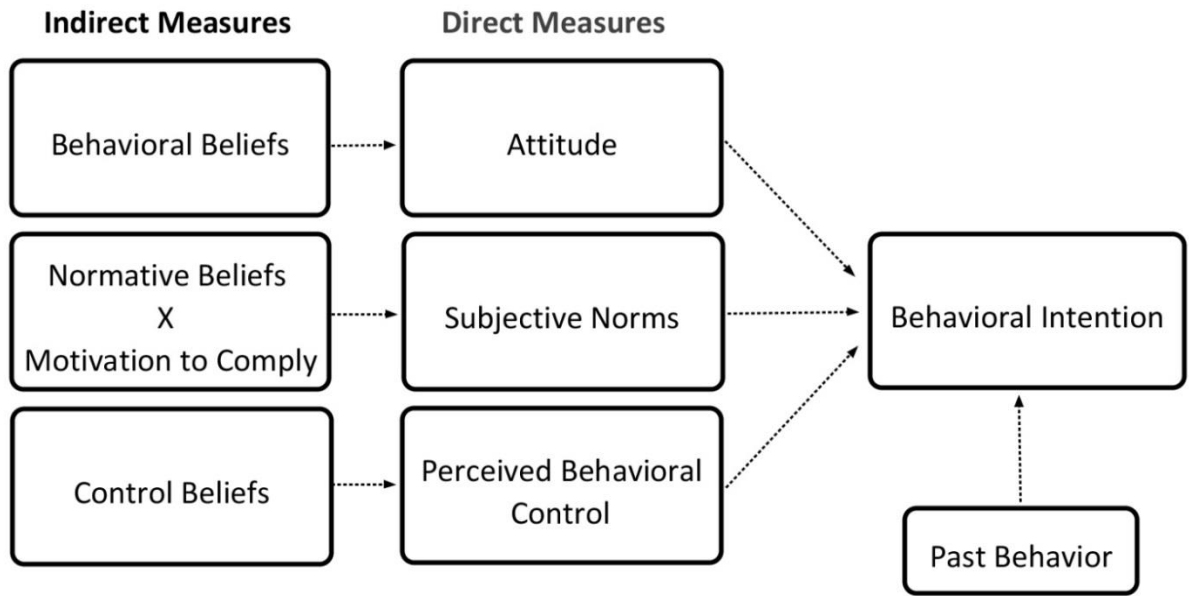 Indirect Measures
Direct Measures
Behavioral Beliefs
Attitude
Normative Beliefs
X
Motivation to Comply
Subjective Norms
Behavioral Intention
Control Beliefs
Perceived Behavioral
Control
Past Behavior